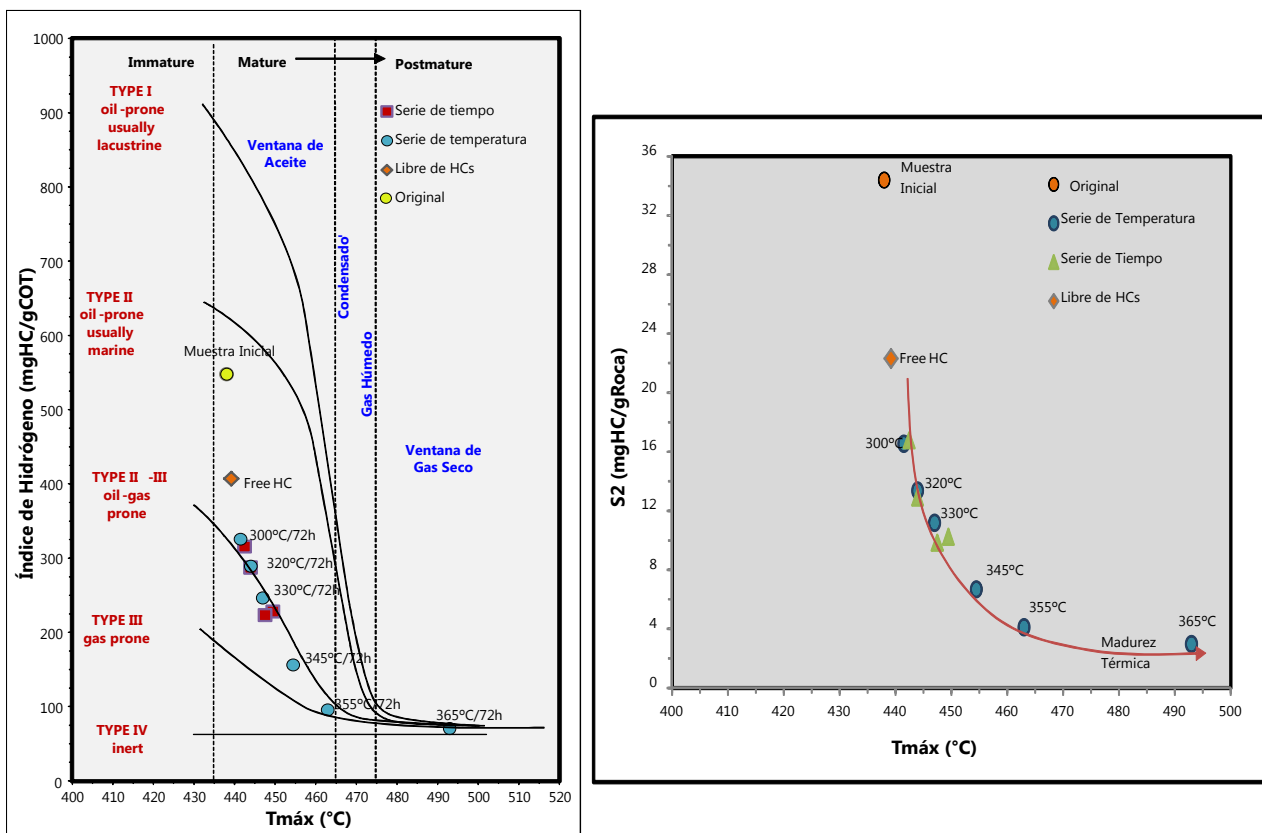 1000
900
800
700
600
500
400
300
200
100
0
Índice de Hidrógeno (mgHC/gCOT)
Immature
Mature
Postmature
TYPE I
oil -prone
usually
lacustrine
Serie de tiempo
Serie de temperatura
Libre de HCs
Original
Ventana de
Aceite
Condensado'
Gas Húmedo
Ventana de
Gas Seco
TYPE II
oil -prone
usually
marine
Muestra Inicial
TYPE II -III
oil -gas
prone
Free HC
300ºC/72h
320ºC/72h
330ºC/72h
345ºC/72h
355ºC/72h
365ºC/72h
TYPE III
gas prone
TYPE IV
inert
400 410 420 430 440 450 460 470 480 490 500 510 520
Tmáx (°C)
36
32
28
24
20
16
12
8
4
0
S2 (mgHC/gRoca)
Muestra
Inicial
Original
Serie de Temperatura
Serie de Tiempo
Libre de HCs
Free HC
300ºC
320ºC
330ºC
345ºC
355ºC
365ºC
Madurez
Térmica
400 410 420 430 440 450 460 470 480 490 500
Tmáx (°C)